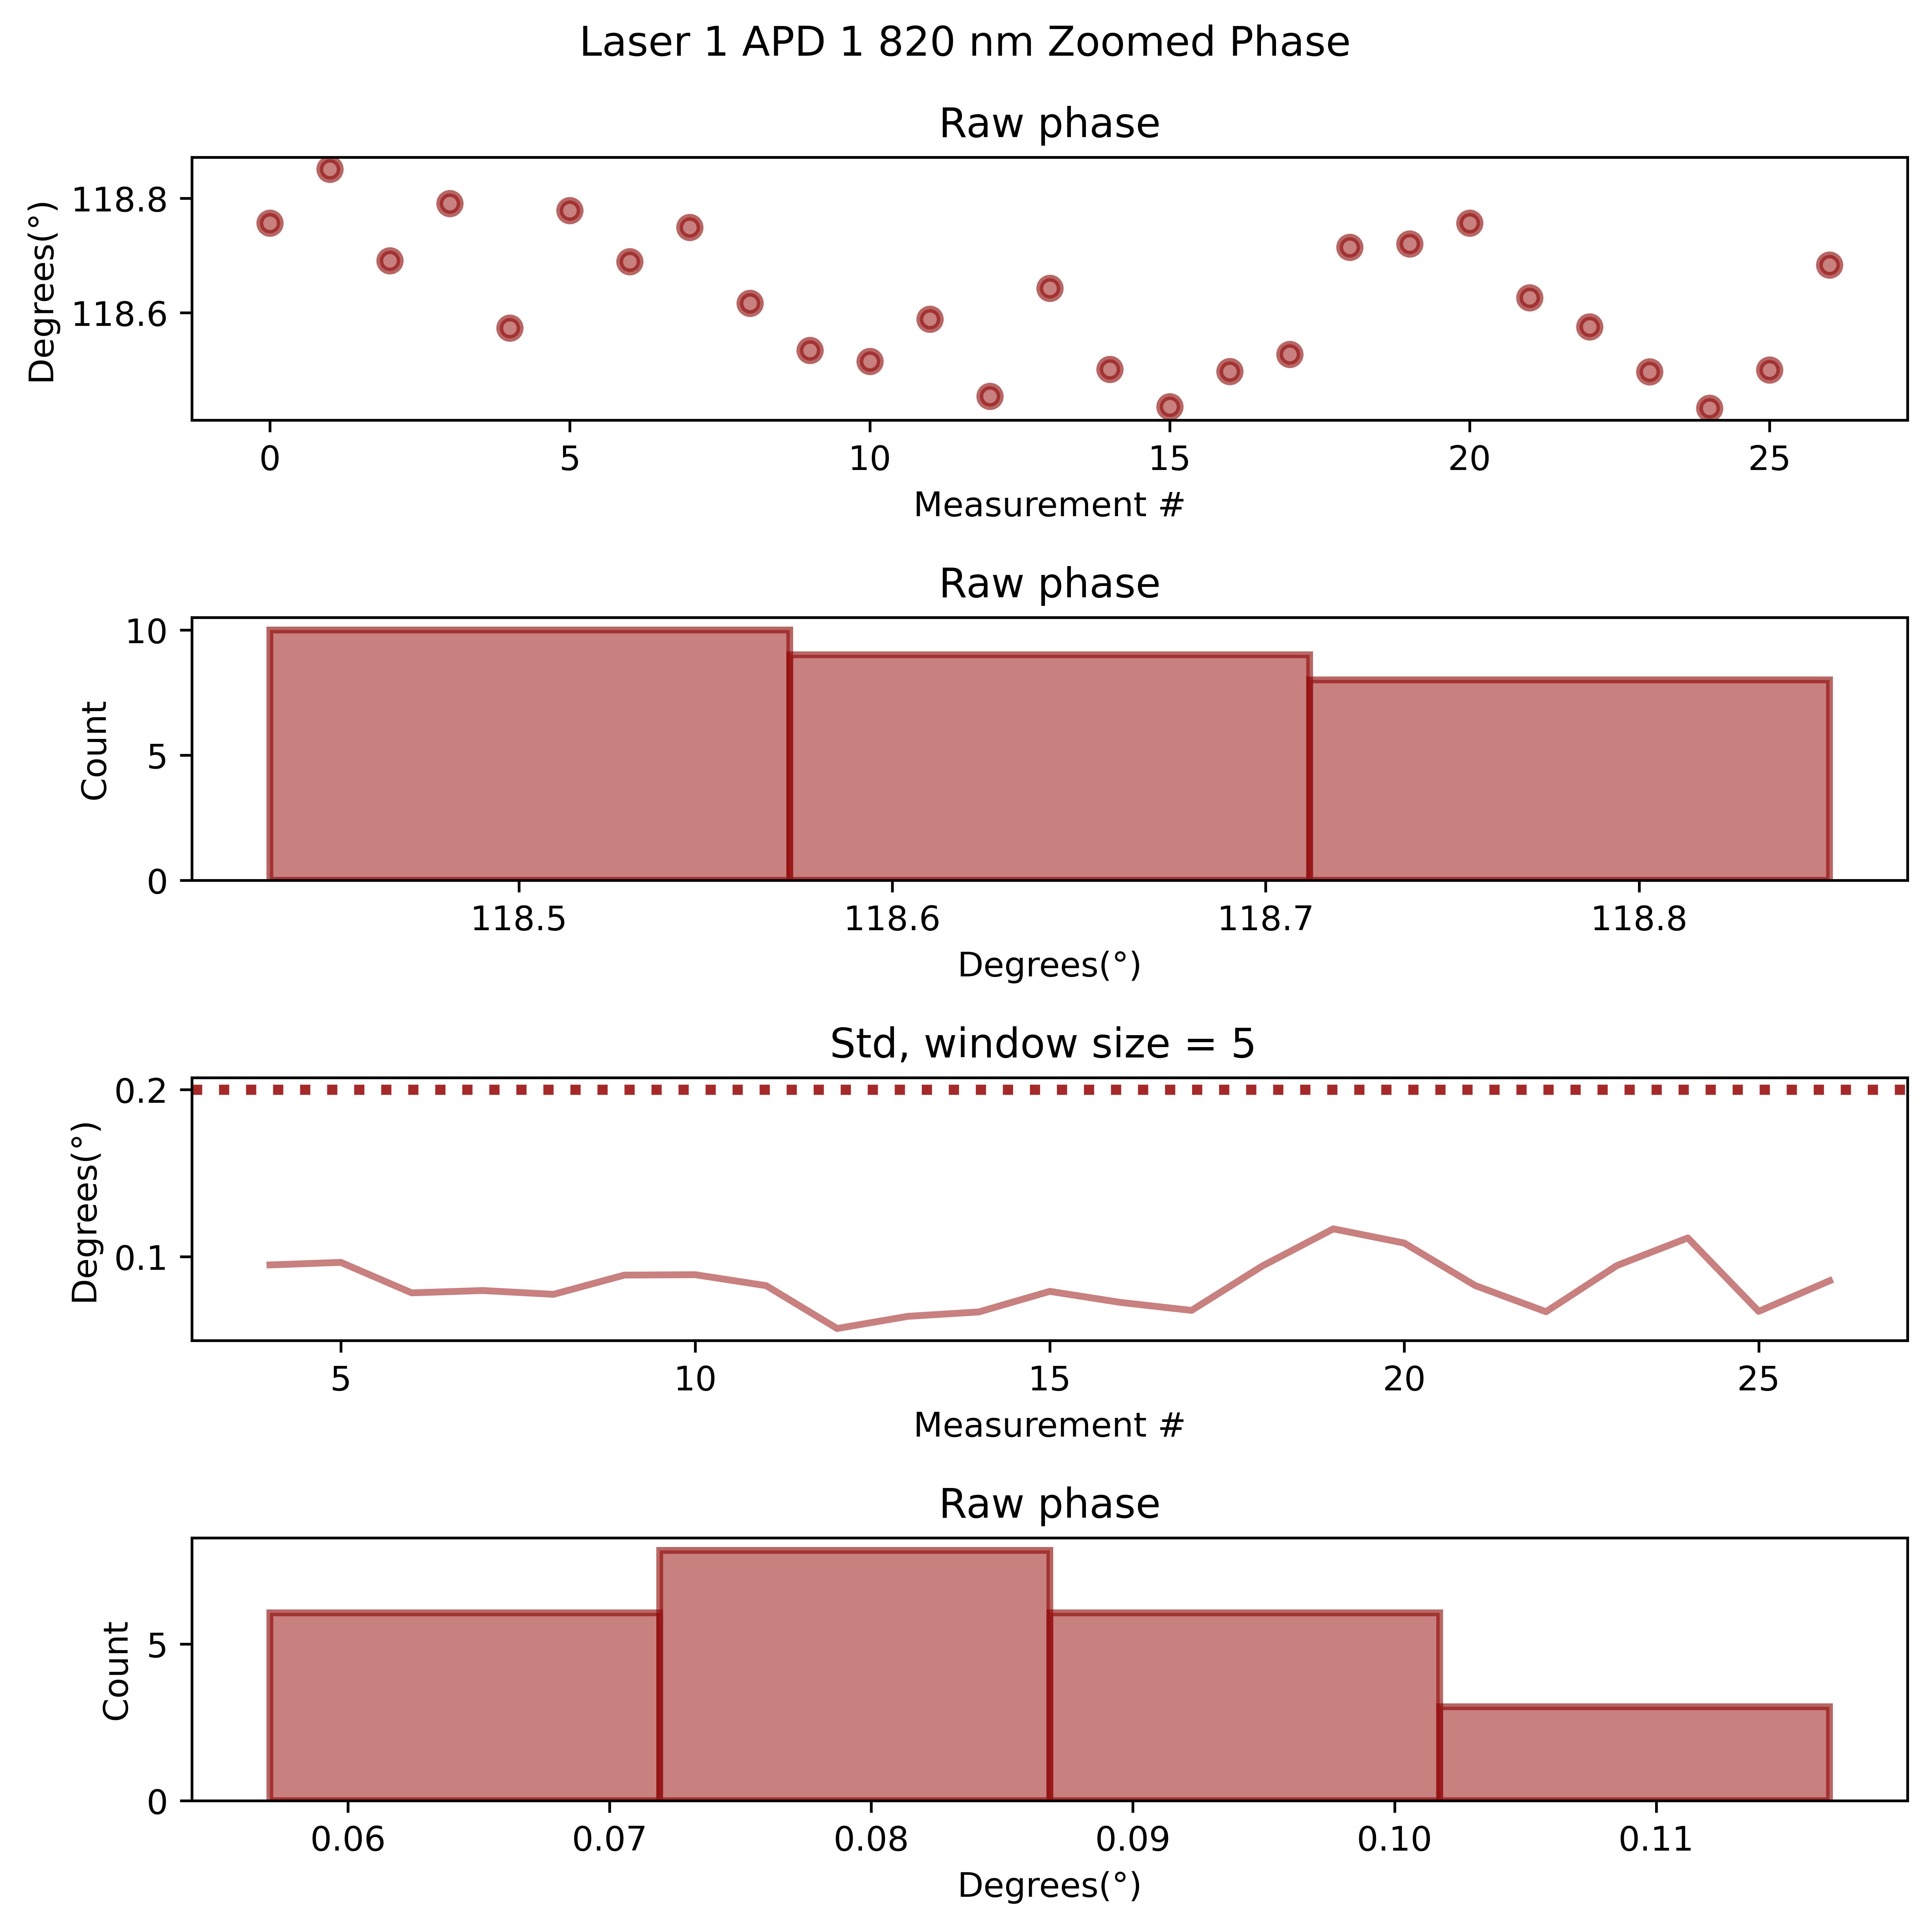 Laser 1 APD 1 820 nm Zoomed Phase
Raw phase
Degrees(°)
118.8
118.6
0 5 10 15 20 25
Measurement #
Raw phase
Count
10
5
0
118.5 118.6 118.7 118.8
Degrees(°)
Std, window size = 5
Degrees(°)
0.2
0.1
5 10 15 20 25
Measurement #
Raw phase
Count
5
0
0.06 0.07 0.08 0.09 0.10 0.11
Degrees(°)